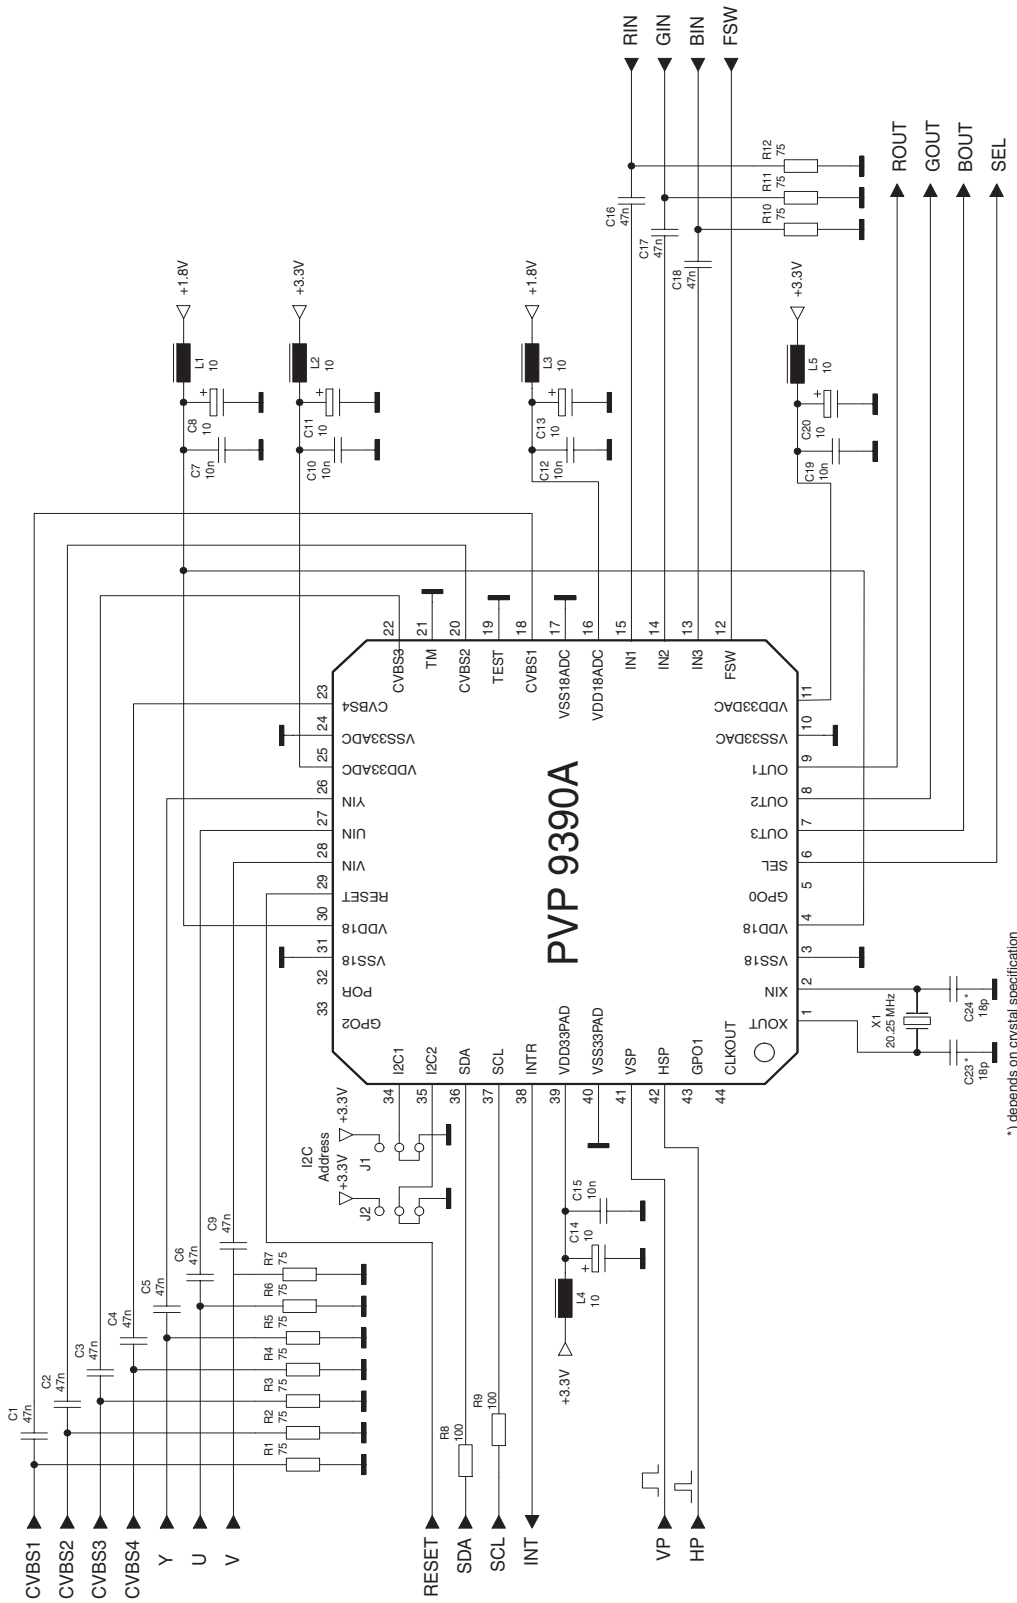 RIN
GIN
BIN
FSW
ROUT
GOUT
BOUT
SEL
R12
75
R11
75
R10
75
C16
47n
C17
47n
C18
47n
+1.8V
+3.3V
+1.8V
+3.3V
L1
10
L2
10
L3
10
L5
10
C8
10
+
C7
10n
C11
10
+
C10
10n
C13
10
+
C12
10n
C20
10
+
C19
10n
22
21
20
19
18
17
16
15
14
13
12
CVBS3
TM
CVBS2
TEST
CVBS1
VSS18ADC
VDD18ADC
IN1
IN2
IN3
FSW
23
CVBS4
24
VSS33ADC
25
VDD33ADC
26
YIN
27
UIN
28
VIN
29
RESET
30
VDD18
31
VSS18
32
POR
33
GPO2
11
VDD33DAC
10
VSS33DAC
9
OUT1
8
OUT2
7
OUT3
6
SEL
5
GPO0
4
VDD18
3
VSS18
2
XIN
1
XOUT
PVP 9390A
I2C1
I2C2
SDA
SCL
INTR
VDD33PAD
VSS33PAD
VSP
HSP
GPO1
CLKOUT
34
35
36
37
38
39
40
41
42
43
44
X1
20.25 MHz
C24 *
18p
C23 *
18p
*) depends on crystal specification
I2C
Address
+3.3V
+3.3V
J1
J2
C15
10n
C14
10
+
L4
10
+3.3V
C9
47n
C6
47n
C5
47n
C4
47n
C3
47n
C2
47n
C1
47n
R7
75
R6
75
R5
75
R4
75
R3
75
R2
75
R1
75
R8
100
R9
100
CVBS1
CVBS2
CVBS3
CVBS4
Y
U
V
RESET
SDA
SCL
INT
VP
HP